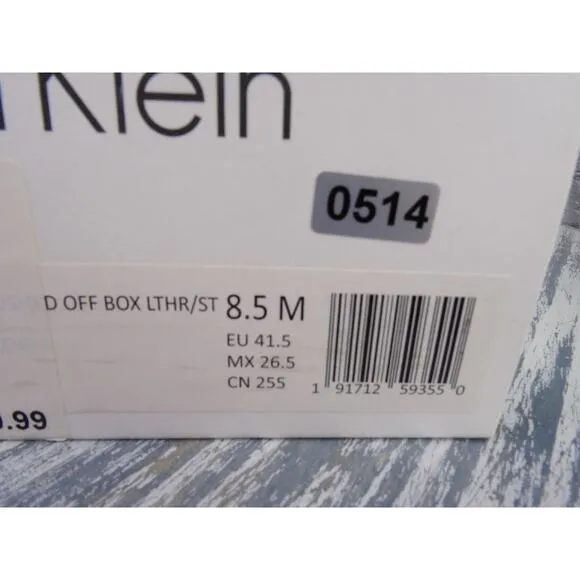 Klein
0514
D OFF BOX LTHR/ST 8.5 M
EU 41.5
MX 26.5
CN 255
1 91712 59355 0
.99